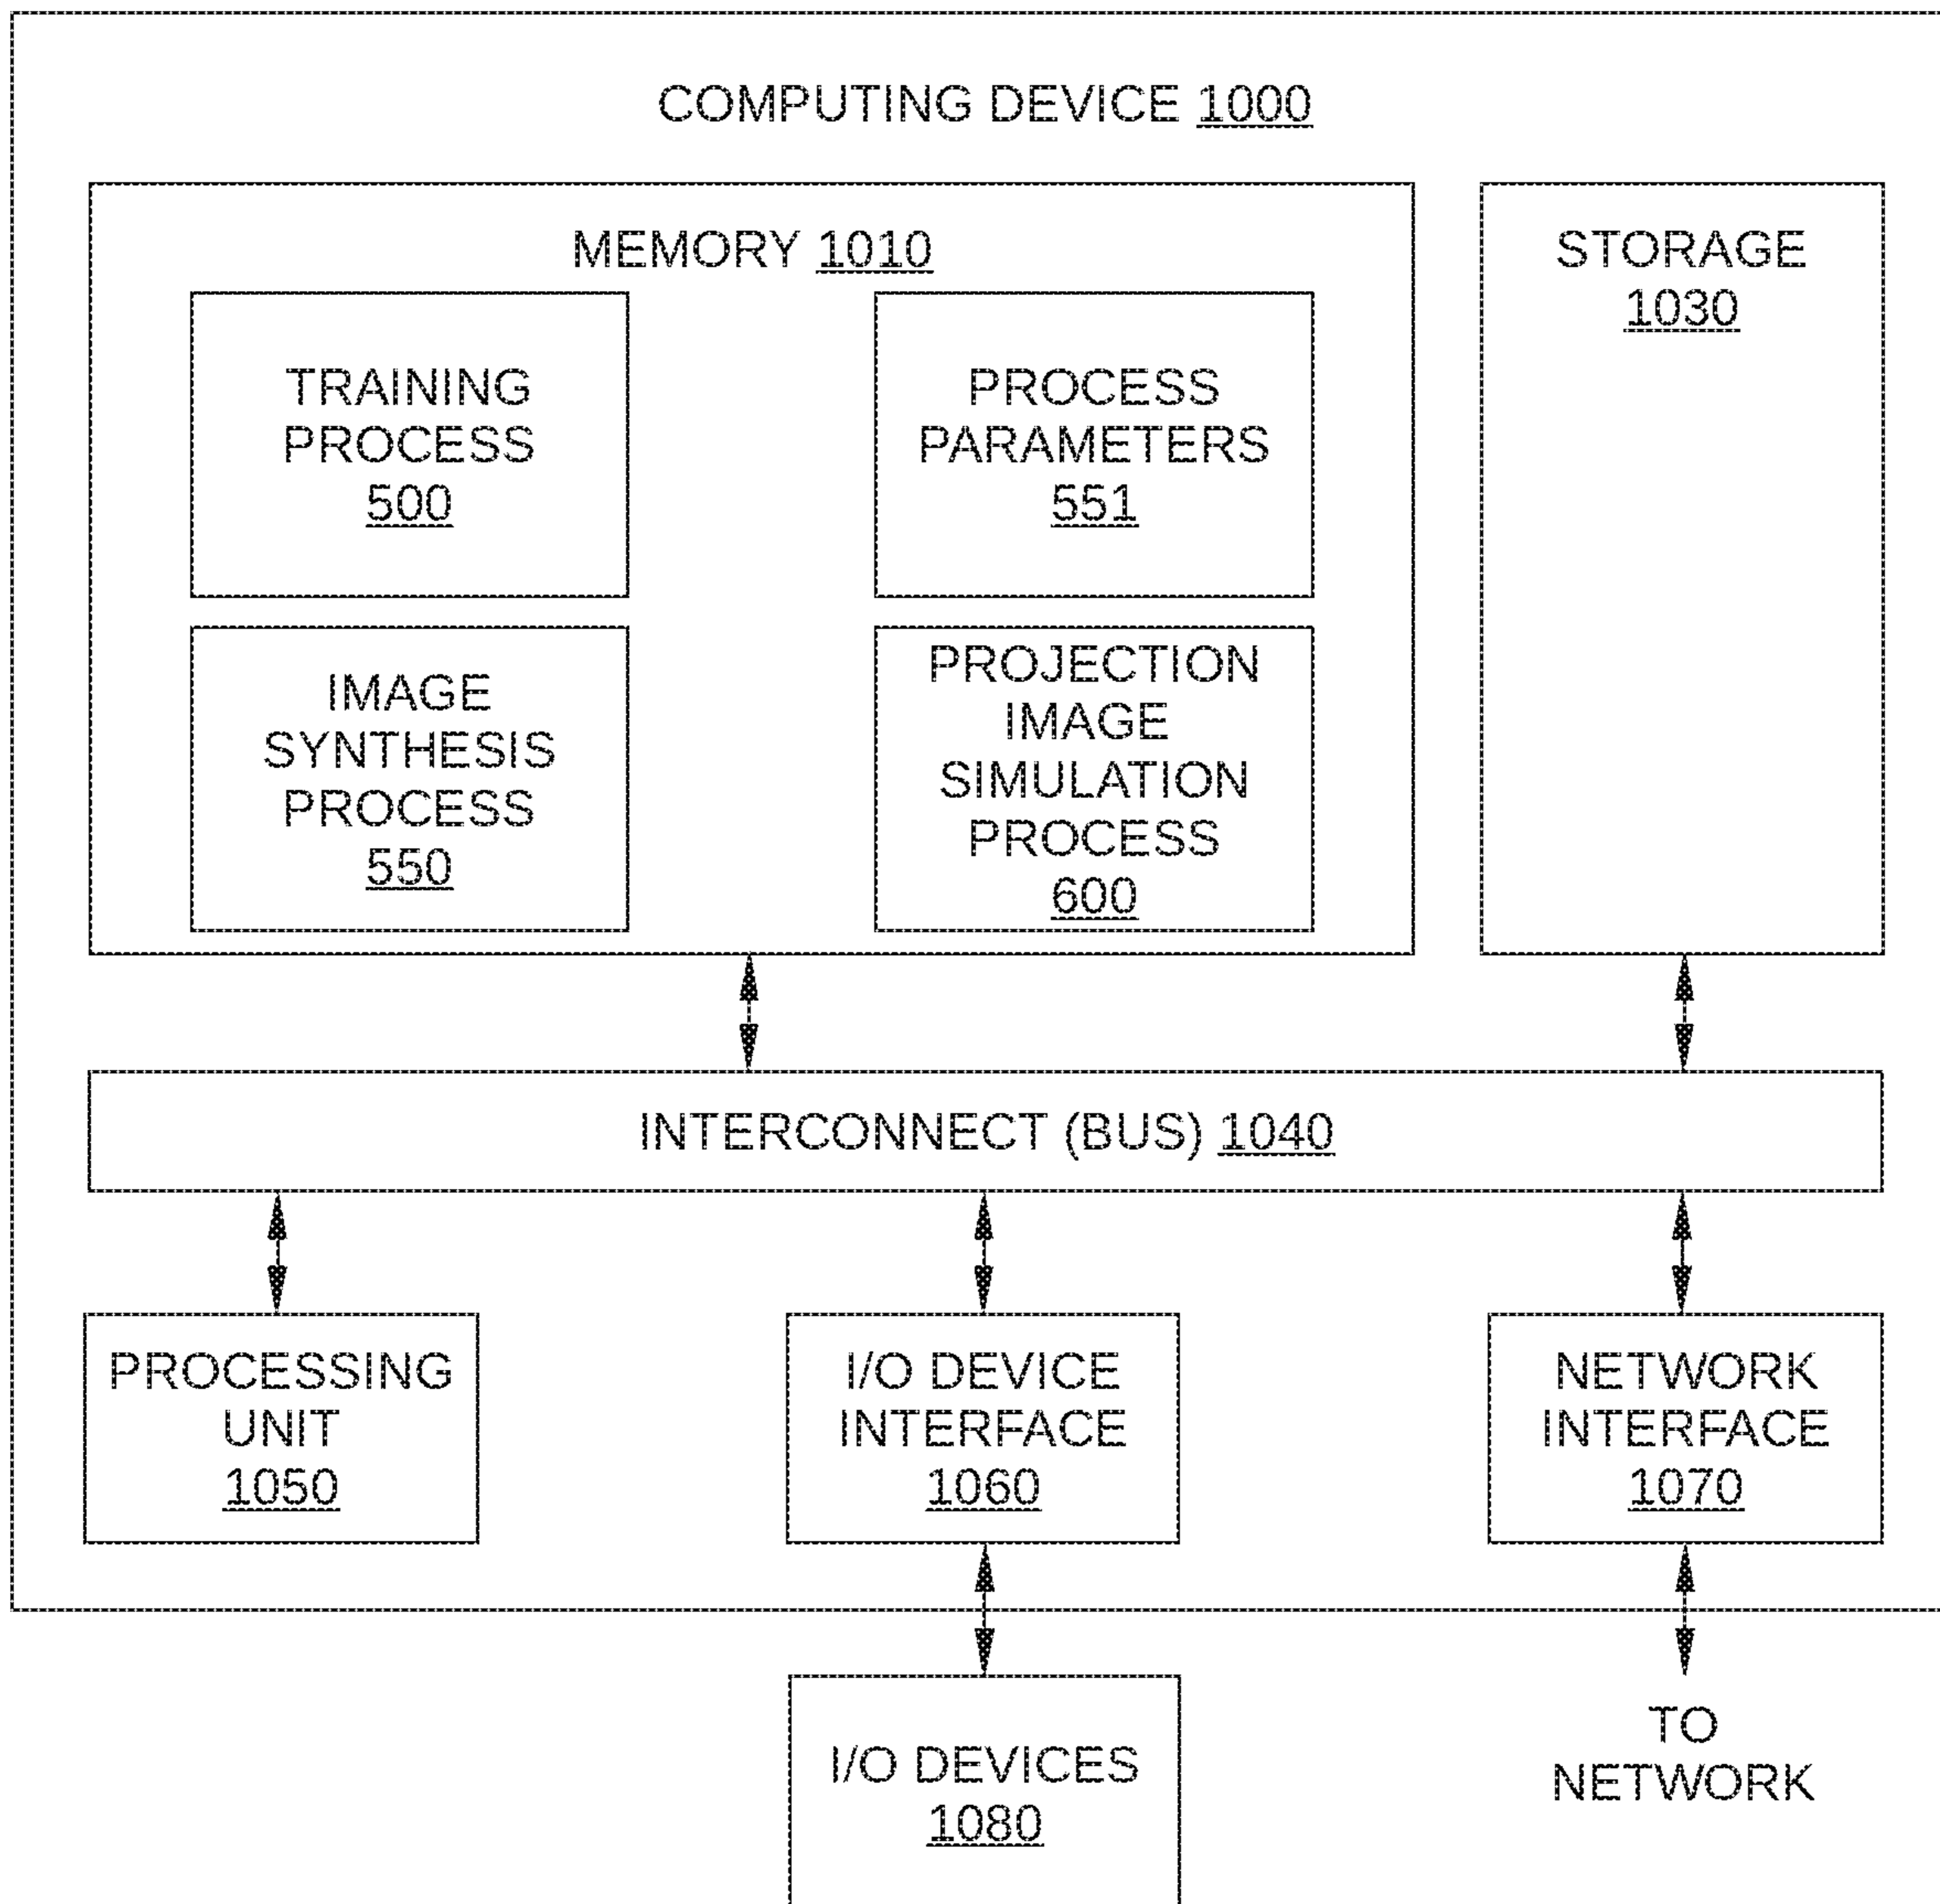 COMPUTING DEVICE 1000
MEMORY 1010
TRAINING
PROCESS
500
PROCESS
PARAMETERS
551
IMAGE
SYNTHESIS
PROCESS
550
PROJECTION
IMAGE
SIMULATION
PROCESS
600
STORAGE
1030
INTERCONNECT (BUS) 1040
PROCESSING
UNIT
1050
I/O DEVICE
INTERFACE
1060
NETWORK
INTERFACE
1070
I/O DEVICES
1080
TO
NETWORK